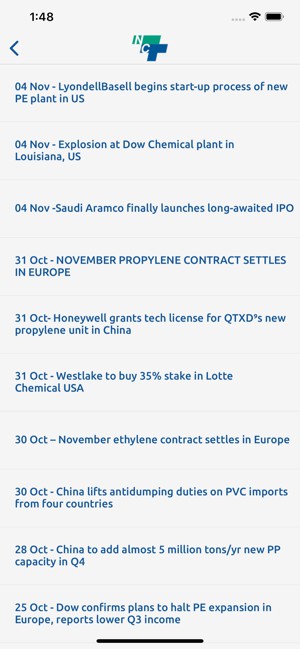 1:48
NCT
04 Nov - LyondellBasell begins start-up process of new
PE plant in US
04 Nov - Explosion at Dow Chemical plant in
Louisiana, US
04 Nov -Saudi Aramco finally launches long-awaited IPO
31 Oct - NOVEMBER PROPYLENE CONTRACT SETTLES
IN EUROPE
31 Oct- Honeywell grants tech license for QTXD⁹s new
propylene unit in China
31 Oct - Westlake to buy 35% stake in Lotte
Chemical USA
30 Oct – November ethylene contract settles in Europe
30 Oct - China lifts antidumping duties on PVC imports
from four countries
28 Oct - China to add almost 5 million tons/yr new PP
capacity in Q4
25 Oct - Dow confirms plans to halt PE expansion in
Europe, reports lower Q3 income